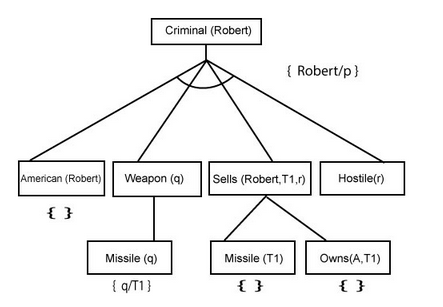 Criminal (Robert)
{ Robert/p }
American (Robert)
Weapon (q)
Sells (Robert,T1,r)
Hostile(r)
{ }
Missile (q)
Missile (T1)
Owns(A,T1)
{ q/T1 }
{ }
{ }